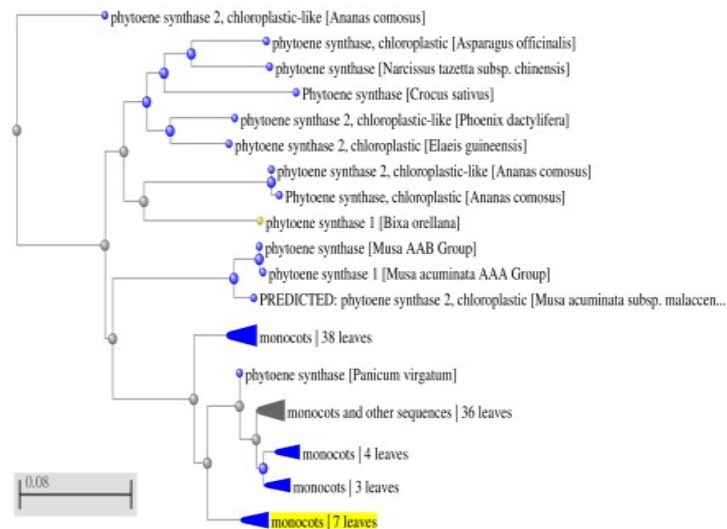 phytoene synthase 2, chloroplastic-like [Ananas comosus]
phytoene synthase, chloroplastic [Asparagus officinalis]
phytoene synthase [Narcissus tazetta subsp. chinensis]
Phytoene synthase [Crocus sativus]
phytoene synthase 2, chloroplastic-like [Phoenix dactylifera]
phytoene synthase 2, chloroplastic [Elaeis guineensis]
phytoene synthase 2, chloroplastic-like [Ananas comosus]
Phytoene synthase, chloroplastic [Ananas comosus]
phytoene synthase 1 [Bixa orellana]
phytoene synthase [Musa AAB Group]
phytoene synthase 1 [Musa acuminata AAA Group]
PREDICTED: phytoene synthase 2, chloroplastic [Musa acuminata subsp. malaccen...
monocots | 38 leaves
phytoene synthase [Panicum virgatum]
monocots and other sequences | 36 leaves
monocots | 4 leaves
monocots | 3 leaves
0.08
monocots | 7 leaves